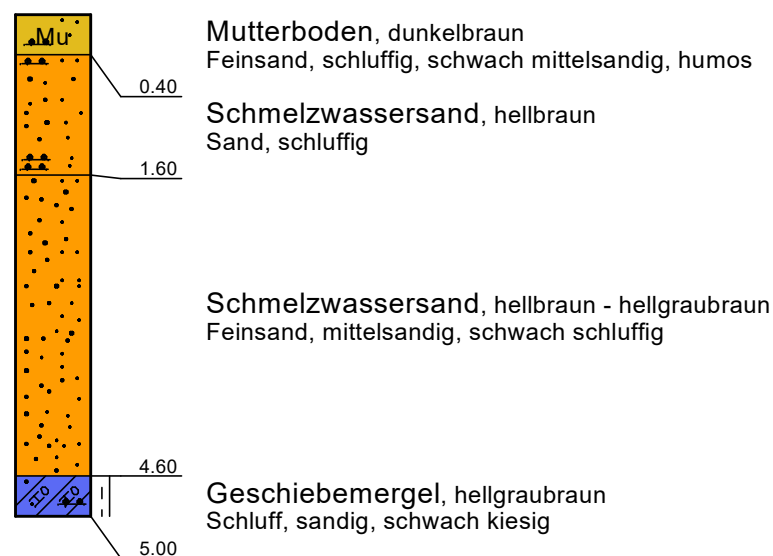 Mu
Mutterboden, dunkelbraun
Feinsand, schluffig, schwach mittelsandig, humos
0.40
Schmelzwassersand, hellbraun
Sand, schluffig
1.60
Schmelzwassersand, hellbraun - hellgraubraun
Feinsand, mittelsandig, schwach schluffig
4.60
Geschiebemergel, hellgraubraun
Schluff, sandig, schwach kiesig
5.00